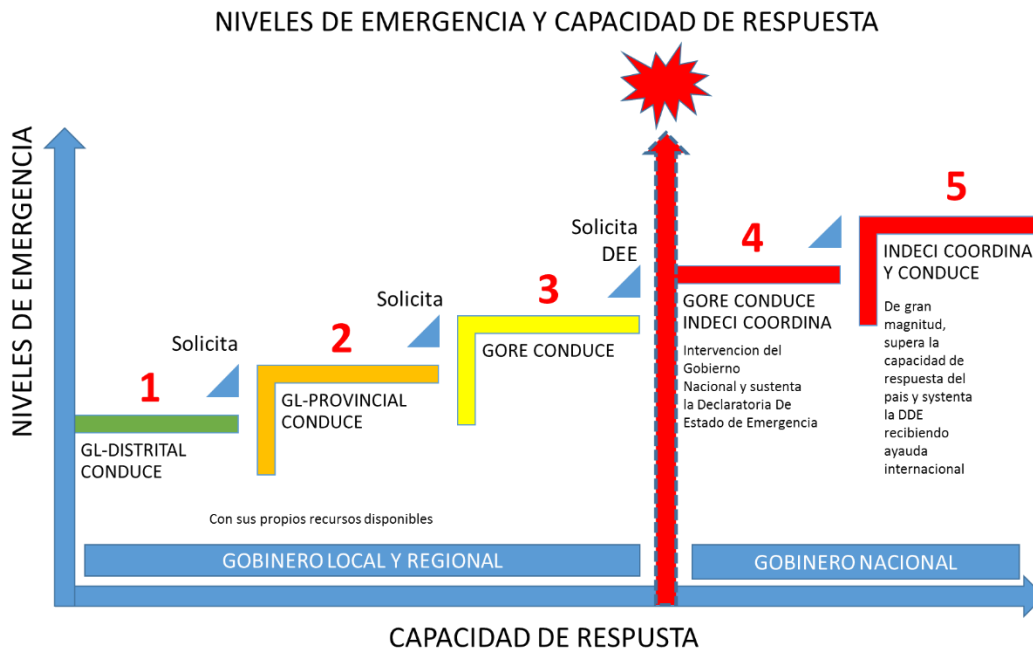 NIVELES DE EMERGENCIA Y CAPACIDAD DE RESPUESTA
NIVELES DE EMERGENCIA
1
GL-DISTRITAL
CONDUCE
Solicita
2
GL-PROVINCIAL
CONDUCE
Solicita
3
GORE CONDUCE
Solicita
DEE
4
GORE CONDUCE
INDECI COORDINA
Intervencion del
Gobierno
Nacional y sustenta
la Declaratoria De
Estado de Emergencia
5
INDECI COORDINA
Y CONDUCE
De gran
magnitud,
supera la
capacidad de
respuesta del
pais y systenta
la DDE
recibiendo
ayauda
internacional
Con sus propios recursos disponibles
GOBINERO LOCAL Y REGIONAL
GOBINERO NACIONAL
CAPACIDAD DE RESPUSTA